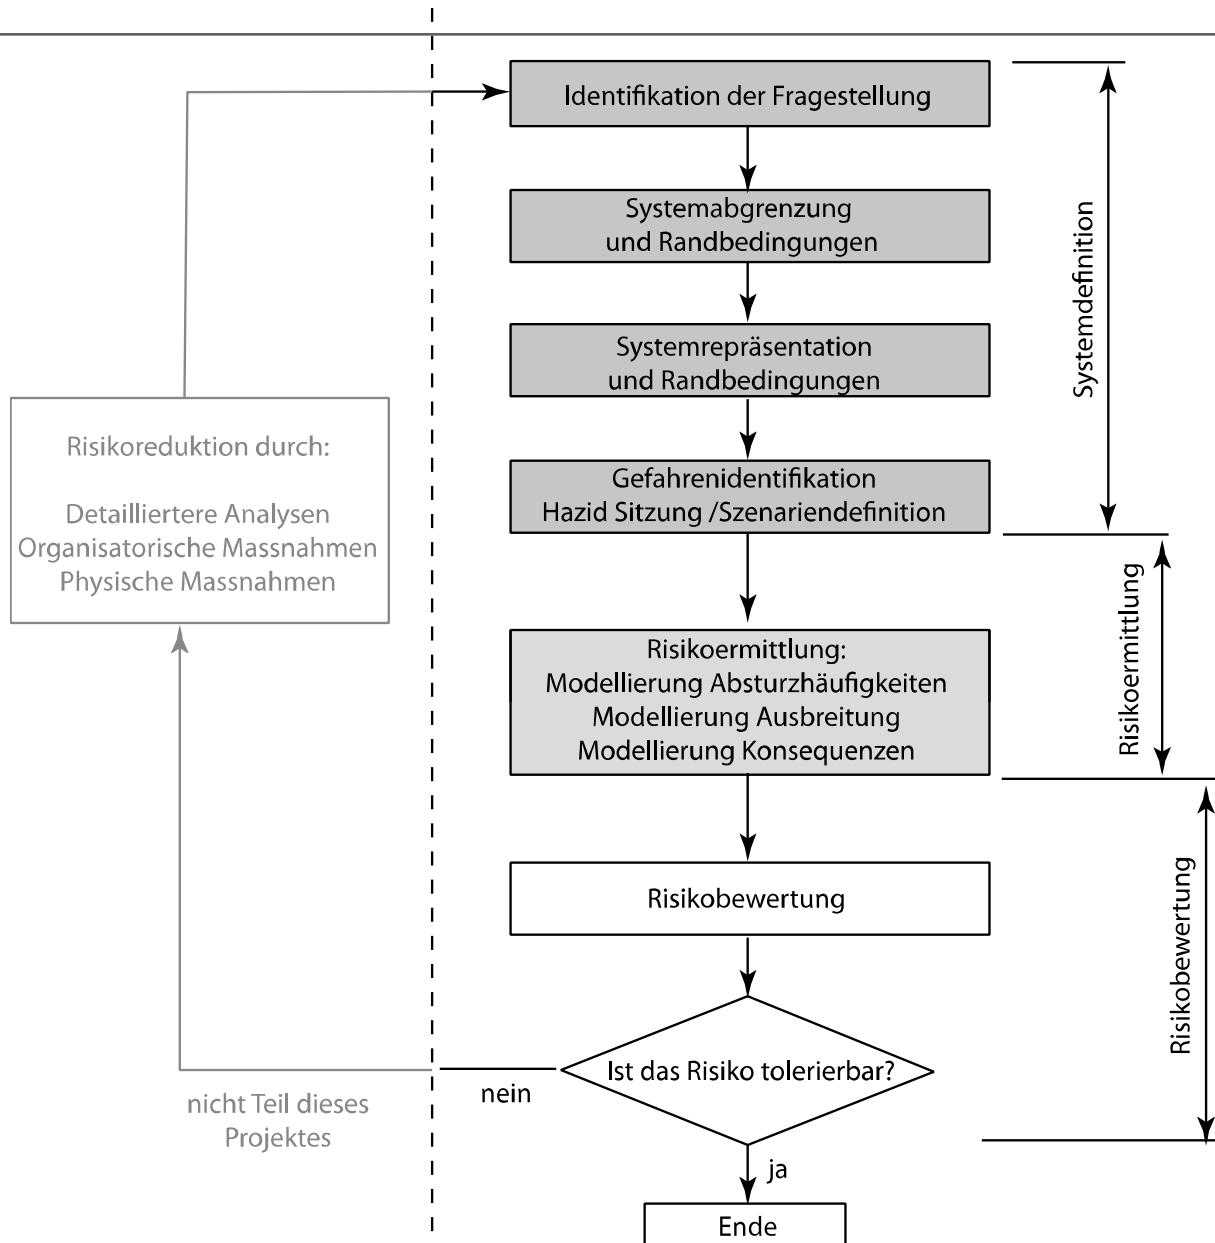 Identifikation der Fragestellung
Systemabgrenzung
und Randbedingungen
Systemrepräsentation
und Randbedingungen
Gefahrenidentifikation
Hazid Sitzung /Szenariendefinition
Risikoermittlung:
Modellierung Absturzhäufigkeiten
Modellierung Ausbreitung
Modellierung Konsequenzen
Risikobewertung
Ist das Risiko tolerierbar?
nein
ja
Ende
Risikoreduktion durch:
Detailliertere Analysen
Organisatorische Massnahmen
Physische Massnahmen
nicht Teil dieses
Projektes
Systemdefinition
Risikoermittlung
Risikobewertung